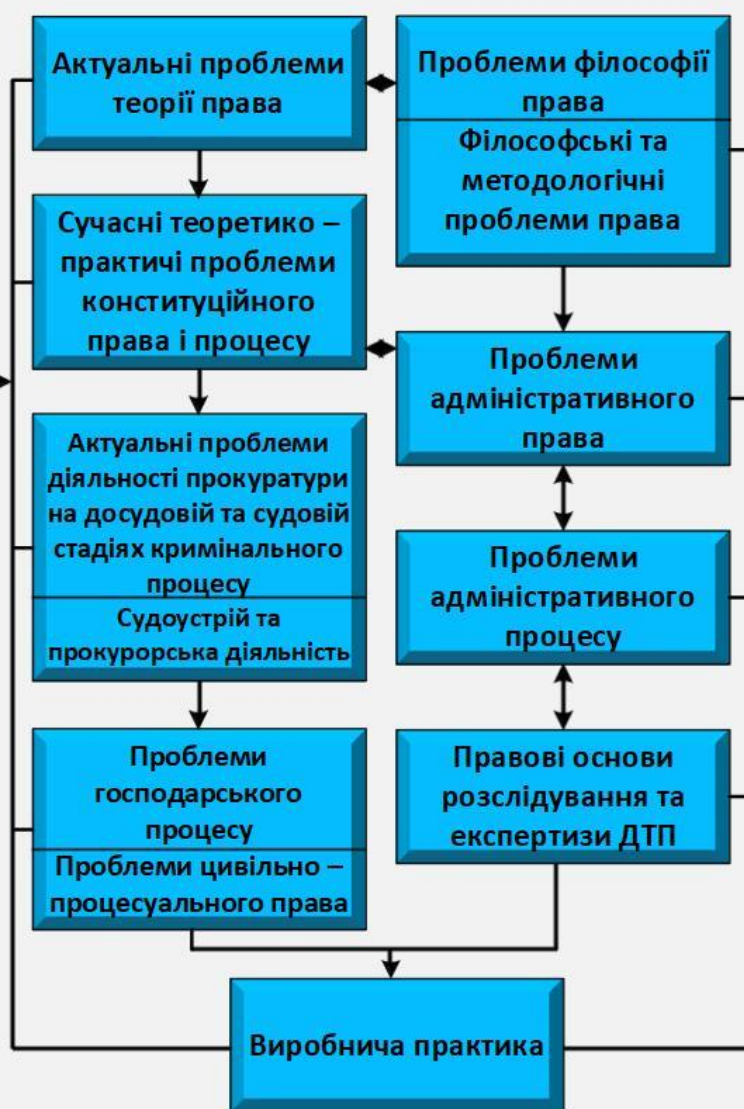 Актуальні проблеми
теорії права
Проблеми філософії
права
Філософські та
методологічні
проблеми права
Сучасні теоретико –
практичі проблеми
конституційного
права і процесу
Проблеми
адміністративного
права
Актуальні проблеми
діяльності прокуратури
на досудовій та судовій
стадіях кримінального
процесу
Судоустрій та
прокурорська діяльність
Проблеми
адміністративного
процесу
Проблеми
господарського
процесу
Проблеми цивільно –
процесуального права
Правові основи
розслідування та
експертизи ДТП
Виробнича практика